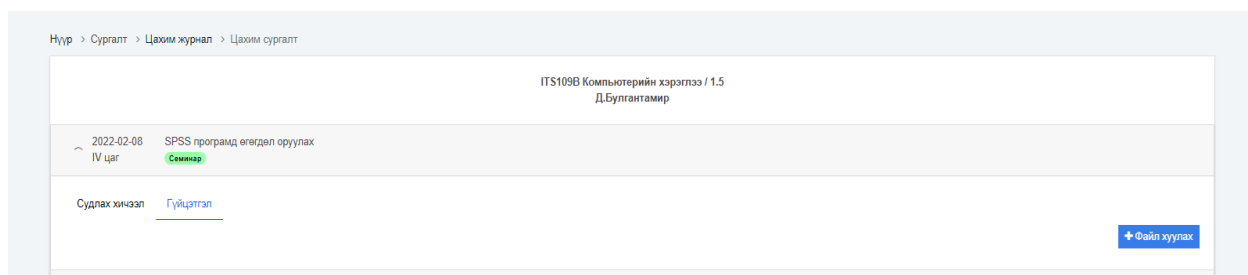 Нүүр > Сургалт > Цахим журнал > Цахим сургалт
ITS109B Компьютерийн хэрэглээ / 1.5
Д.Булгантамир
2022-02-08 SPSS програмд өгөгдөл оруулах
IV цаг Семинар
Судлах хичээл Гүйцэтгэл
+ Файл хуулах